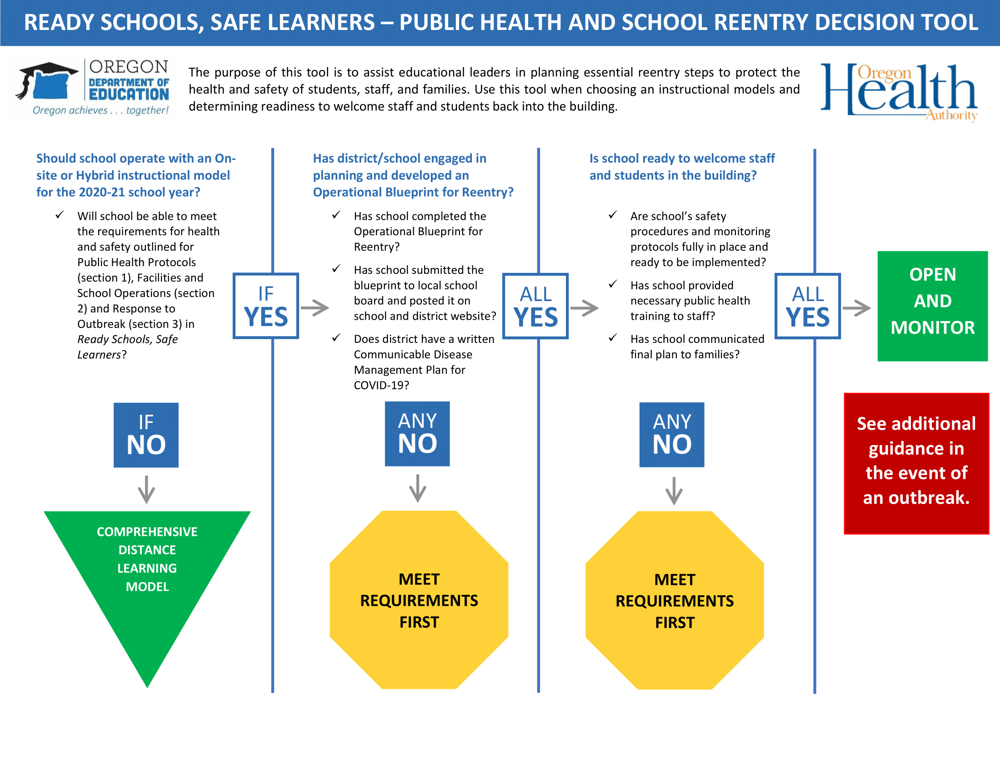 READY SCHOOLS, SAFE LEARNERS – PUBLIC HEALTH AND SCHOOL REENTRY DECISION TOOL
OREGON
DEPARTMENT OF
EDUCATION
Oregon achieves . . . together!
The purpose of this tool is to assist educational leaders in planning essential reentry steps to protect the
health and safety of students, staff, and families. Use this tool when choosing an instructional models and
determining readiness to welcome staff and students back into the building.
Oregon
Health
Authority
Should school operate with an On-
site or Hybrid instructional model
for the 2020-21 school year?
✓ Will school be able to meet
the requirements for health
and safety outlined for
Public Health Protocols
(section 1), Facilities and
School Operations (section
2) and Response to
Outbreak (section 3) in
Ready Schools, Safe
Learners?
IF
YES
IF
NO
COMPREHENSIVE
DISTANCE
LEARNING
MODEL
Has district/school engaged in
planning and developed an
Operational Blueprint for Reentry?
✓ Has school completed the
Operational Blueprint for
Reentry?
✓ Has school submitted the
blueprint to local school
board and posted it on
school and district website?
✓ Does district have a written
Communicable Disease
Management Plan for
COVID-19?
ALL
YES
ANY
NO
MEET
REQUIREMENTS
FIRST
Is school ready to welcome staff
and students in the building?
✓ Are school’s safety
procedures and monitoring
protocols fully in place and
ready to be implemented?
✓ Has school provided
necessary public health
training to staff?
✓ Has school communicated
final plan to families?
ALL
YES
ANY
NO
MEET
REQUIREMENTS
FIRST
OPEN
AND
MONITOR
See additional
guidance in
the event of
an outbreak.